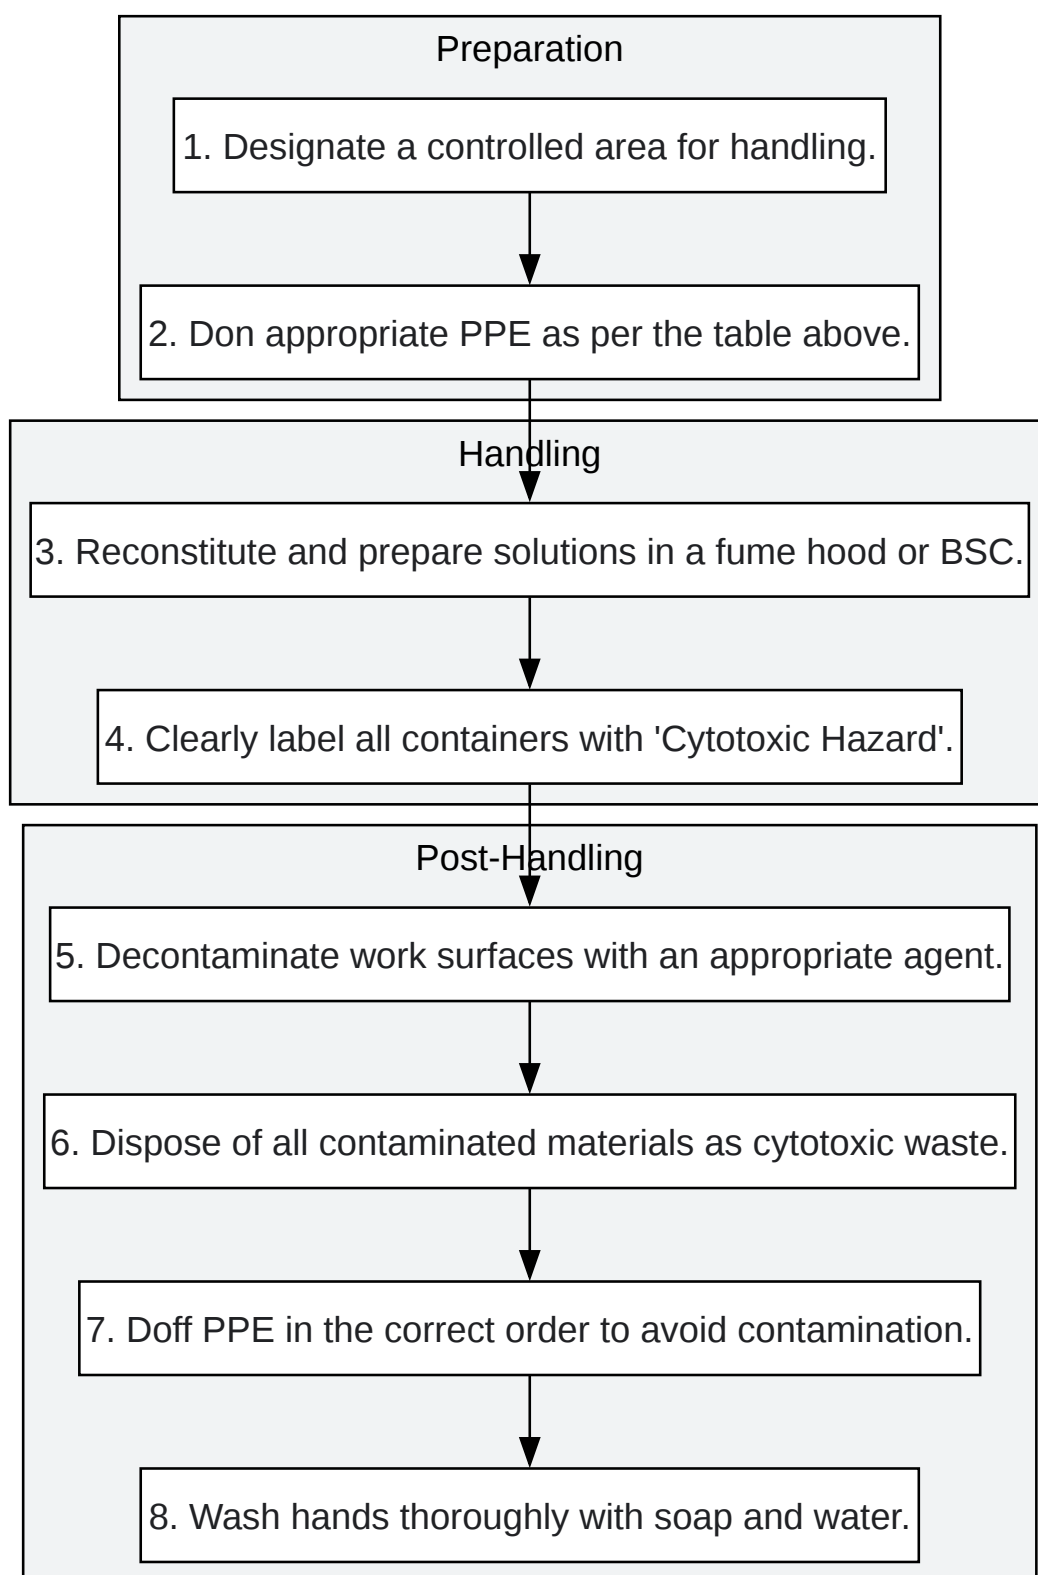 Preparation
1. Designate a controlled area for handling.
2. Don appropriate PPE as per the table above.
Handling
3. Reconstitute and prepare solutions in a fume hood or BSC.
4. Clearly label all containers with 'Cytotoxic Hazard'.
Post-Handling
5. Decontaminate work surfaces with an appropriate agent.
6. Dispose of all contaminated materials as cytotoxic waste.
7. Doff PPE in the correct order to avoid contamination.
8. Wash hands thoroughly with soap and water.